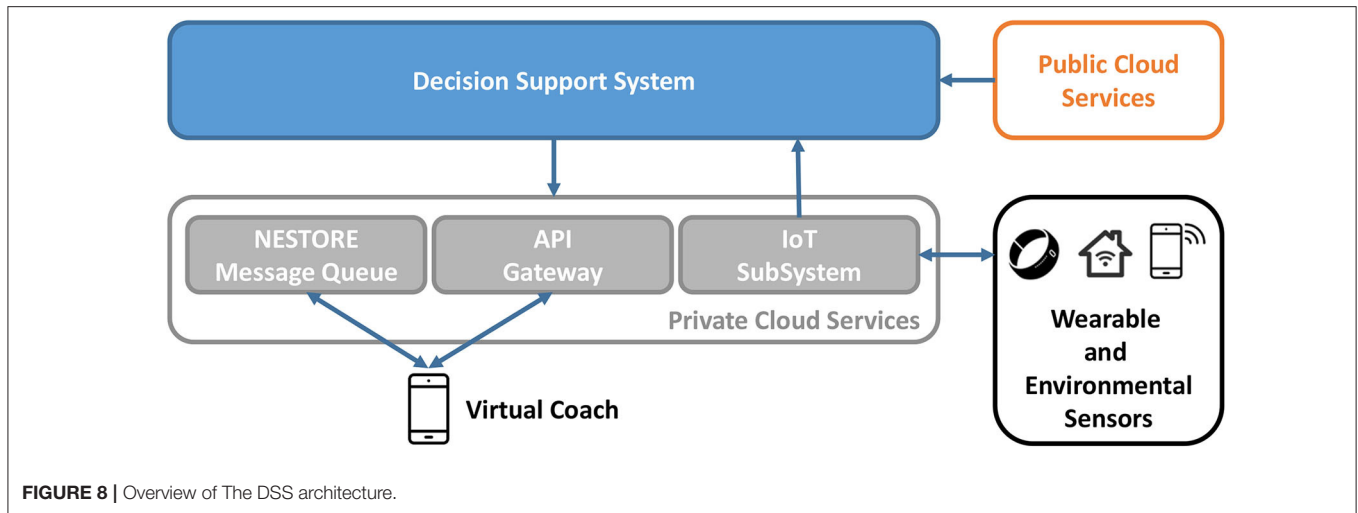 Decision Support System
Public Cloud
Services
NESTORE
Message Queue
API
Gateway
IoT
SubSystem
Private Cloud Services
Wearable
and
Environmental
Sensors
Virtual Coach
FIGURE 8 | Overview of The DSS architecture.